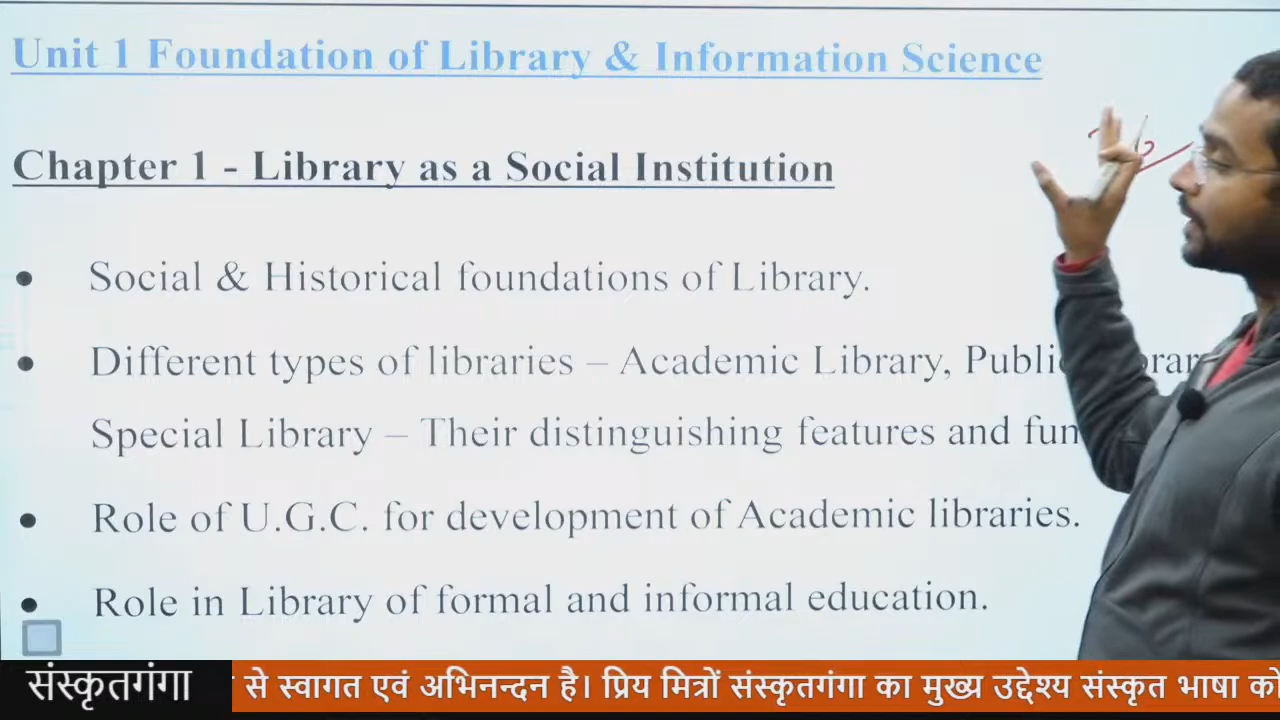 Unit 1 Foundation of Library & Information Science
Chapter 1 - Library as a Social Institution
• Social & Historical foundations of Library.
• Different types of libraries – Academic Library, Public
Special Library – Their distinguishing features and
• Role of U.G.C. for development of Academic libraries.
• Role in Library of formal and informal education.
संस्कृतगंगा से स्वागत एवं अभिनन्दन है। प्रिय मित्रों संस्कृतगंगा का मुख्य उद्देश्य संस्कृत भाषा को